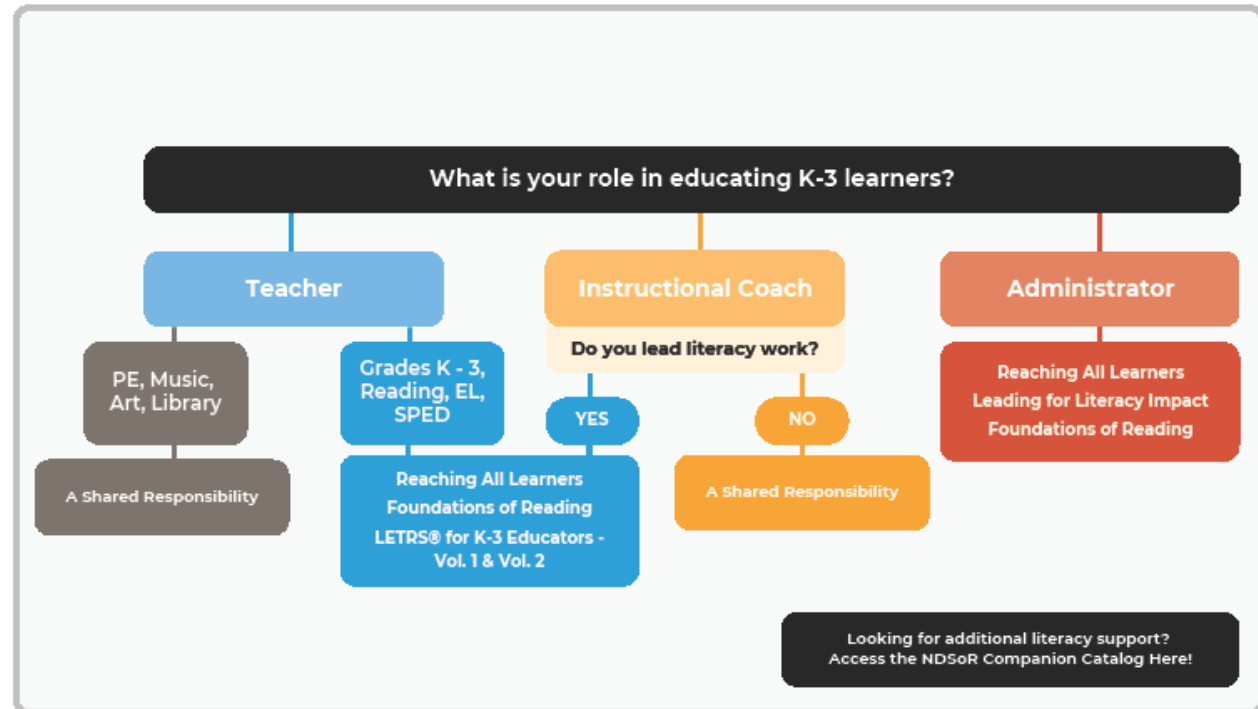 What is your role in educating K-3 learners?
Teacher
Instructional Coach
Administrator
Do you lead literacy work?
PE, Music,
Art, Library
Grades K - 3,
Reading, EL,
SPED
YES
NO
Reaching All Learners
Leading for Literacy Impact
Foundations of Reading
A Shared Responsibility
Reaching All Learners
Foundations of Reading
LETRS® for K-3 Educators -
Vol. 1 & Vol. 2
A Shared Responsibility
Looking for additional literacy support?
Access the NDSoR Companion Catalog Here!